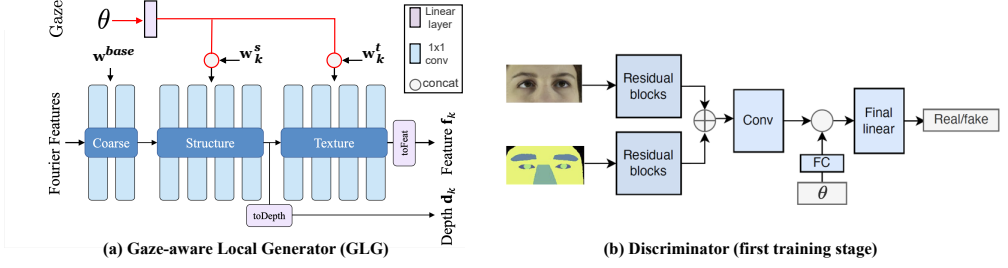 Gaze
θ
Linear
layer
1x1
conv
concat
w^base
w_k^s
w_k^t
Fourier Features
Coarse
Structure
Texture
toFeat
Feature f_k
toDepth
Depth d_k
(a) Gaze-aware Local Generator (GLG)
Residual
blocks
Residual
blocks
Conv
Final
linear
Real/fake
FC
θ
(b) Discriminator (first training stage)